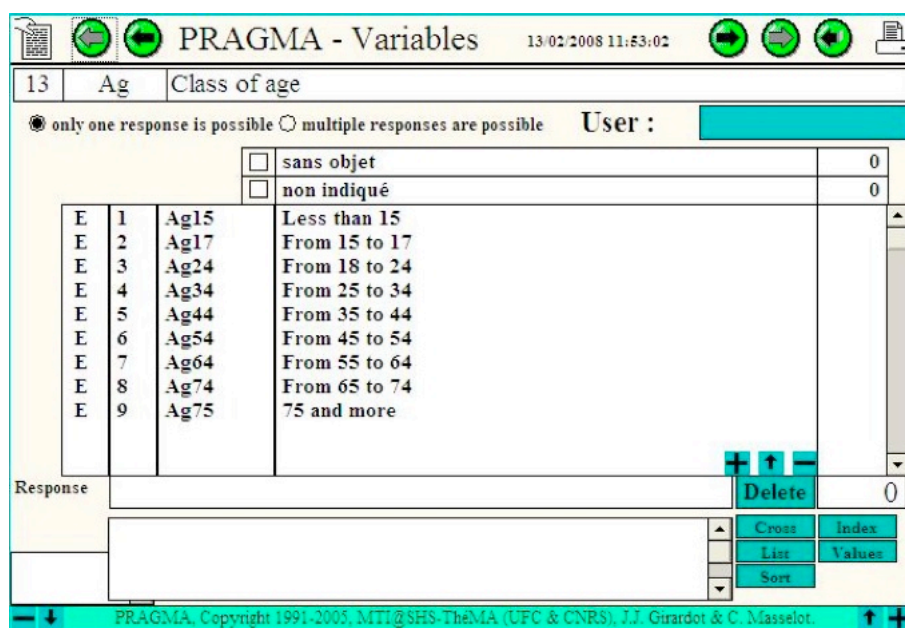 PRAGMA - Variables 13/02/2008 11:53:02
13 Ag Class of age
only one response is possible multiple responses are possible User :
sans objet 0
non indiqué 0
E 1 Ag15 Less than 15
E 2 Ag17 From 15 to 17
E 3 Ag24 From 18 to 24
E 4 Ag34 From 25 to 34
E 5 Ag44 From 35 to 44
E 6 Ag54 From 45 to 54
E 7 Ag64 From 55 to 64
E 8 Ag74 From 65 to 74
E 9 Ag75 75 and more
Response Delete 0
Cross Index
List Values
Sort
PRAGMA, Copyright 1991-2005, MTI@SHS-ThéMA (UFC & CNRS), J.J. Girardot & C. Masselot.